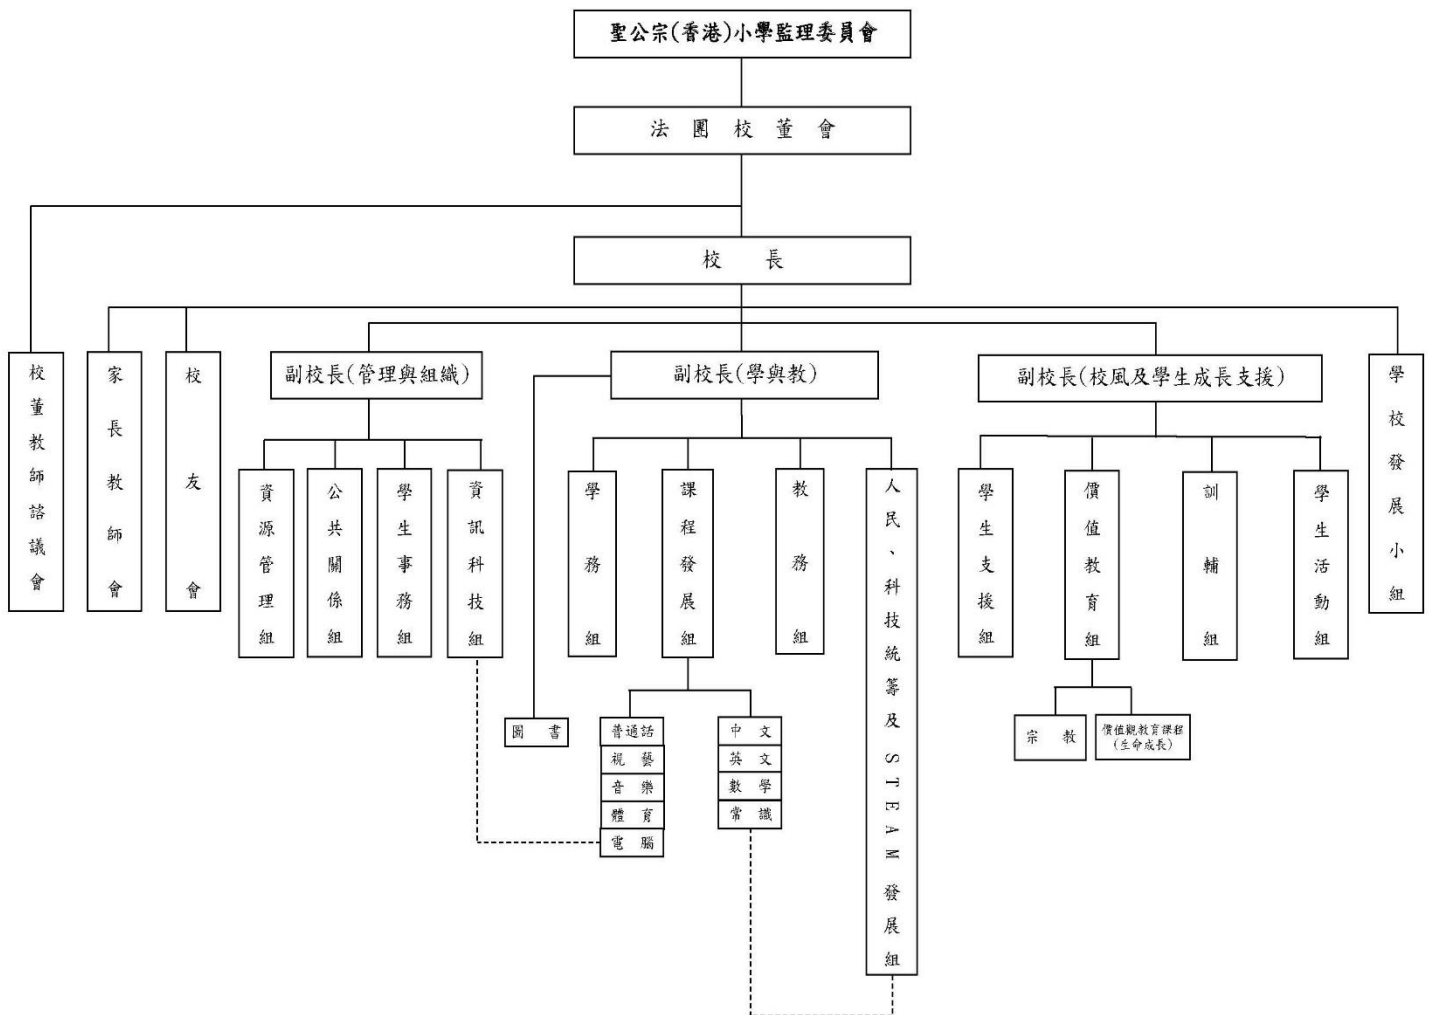 聖公宗(香港)小學監理委員會
法團校董會
校長
校董教師諮議會
家長教師會
校友會
副校長(管理與組織)
副校長(學與教)
副校長(校風及學生成長支援)
學校發展小組
資源管理組
公共關係組
學生事務組
資訊科技組
學務組
課程發展組
教務組
人民、科技統籌及STEAM發展組
學生支援組
價值教育組
訓輔組
學生活動組
圖書
普通話
視藝
音樂
體育
電腦
中文
英文
數學
常識
宗教
價值觀教育課程
(生命成長)